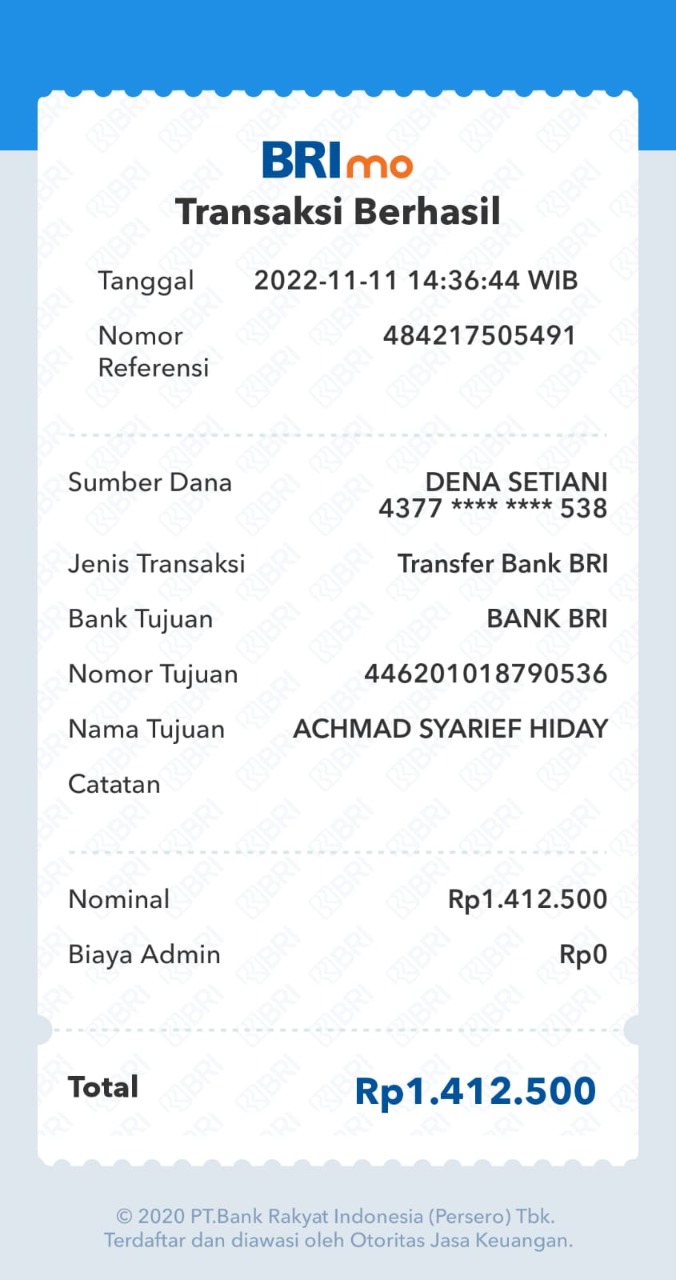 BRImo
Transaksi Berhasil
Tanggal 2022-11-11 14:36:44 WIB
Nomor Referensi 484217505491
Sumber Dana DENA SETIANI
4377 **** **** 538
Jenis Transaksi Transfer Bank BRI
Bank Tujuan BANK BRI
Nomor Tujuan 446201018790536
Nama Tujuan ACHMAD SYARIEF HIDAY
Catatan
Nominal Rp1.412.500
Biaya Admin Rp0
Total Rp1.412.500
© 2020 PT.Bank Rakyat Indonesia (Persero) Tbk.
Terdaftar dan diawasi oleh Otoritas Jasa Keuangan.